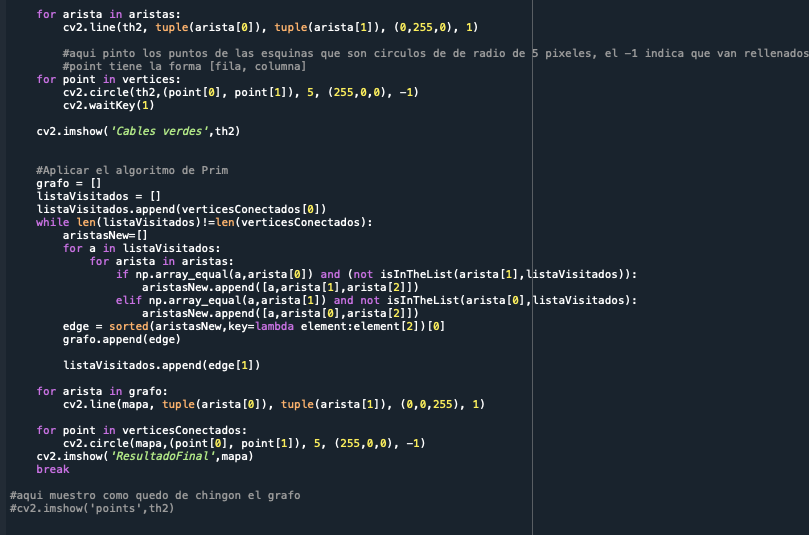 for arista in aristas:
cv2.line(th2, tuple(arista[0]), tuple(arista[1]), (0,255,0), 1)
#aqui pinto los puntos de las esquinas que son circulos de de radio de 5 pixeles, el -1 indica que van rellenados
#point tiene la forma [fila, columna]
for point in vertices:
cv2.circle(th2,(point[0], point[1]), 5, (255,0,0), -1)
cv2.waitKey(1)
cv2.imshow('Cables verdes',th2)
#Aplicar el algoritmo de Prim
grafo = []
listaVisitados = []
listaVisitados.append(verticesConectados[0])
while len(listaVisitados)!=len(verticesConectados):
aristasNew=[]
for a in listaVisitados:
for arista in aristas:
if np.array_equal(a,arista[0]) and (not isInTheList(arista[1],listaVisitados)):
aristasNew.append([a,arista[1],arista[2]])
elif np.array_equal(a,arista[1]) and not isInTheList(arista[0],listaVisitados):
aristasNew.append([a,arista[0],arista[2]])
edge = sorted(aristasNew,key=lambda element:element[2])[0]
grafo.append(edge)
listaVisitados.append(edge[1])
for arista in grafo:
cv2.line(mapa, tuple(arista[0]), tuple(arista[1]), (0,0,255), 1)
for point in verticesConectados:
cv2.circle(mapa,(point[0], point[1]), 5, (255,0,0), -1)
cv2.imshow('ResultadoFinal',mapa)
break
#aqui muestro como quedo de chingon el grafo
#cv2.imshow('points',th2)